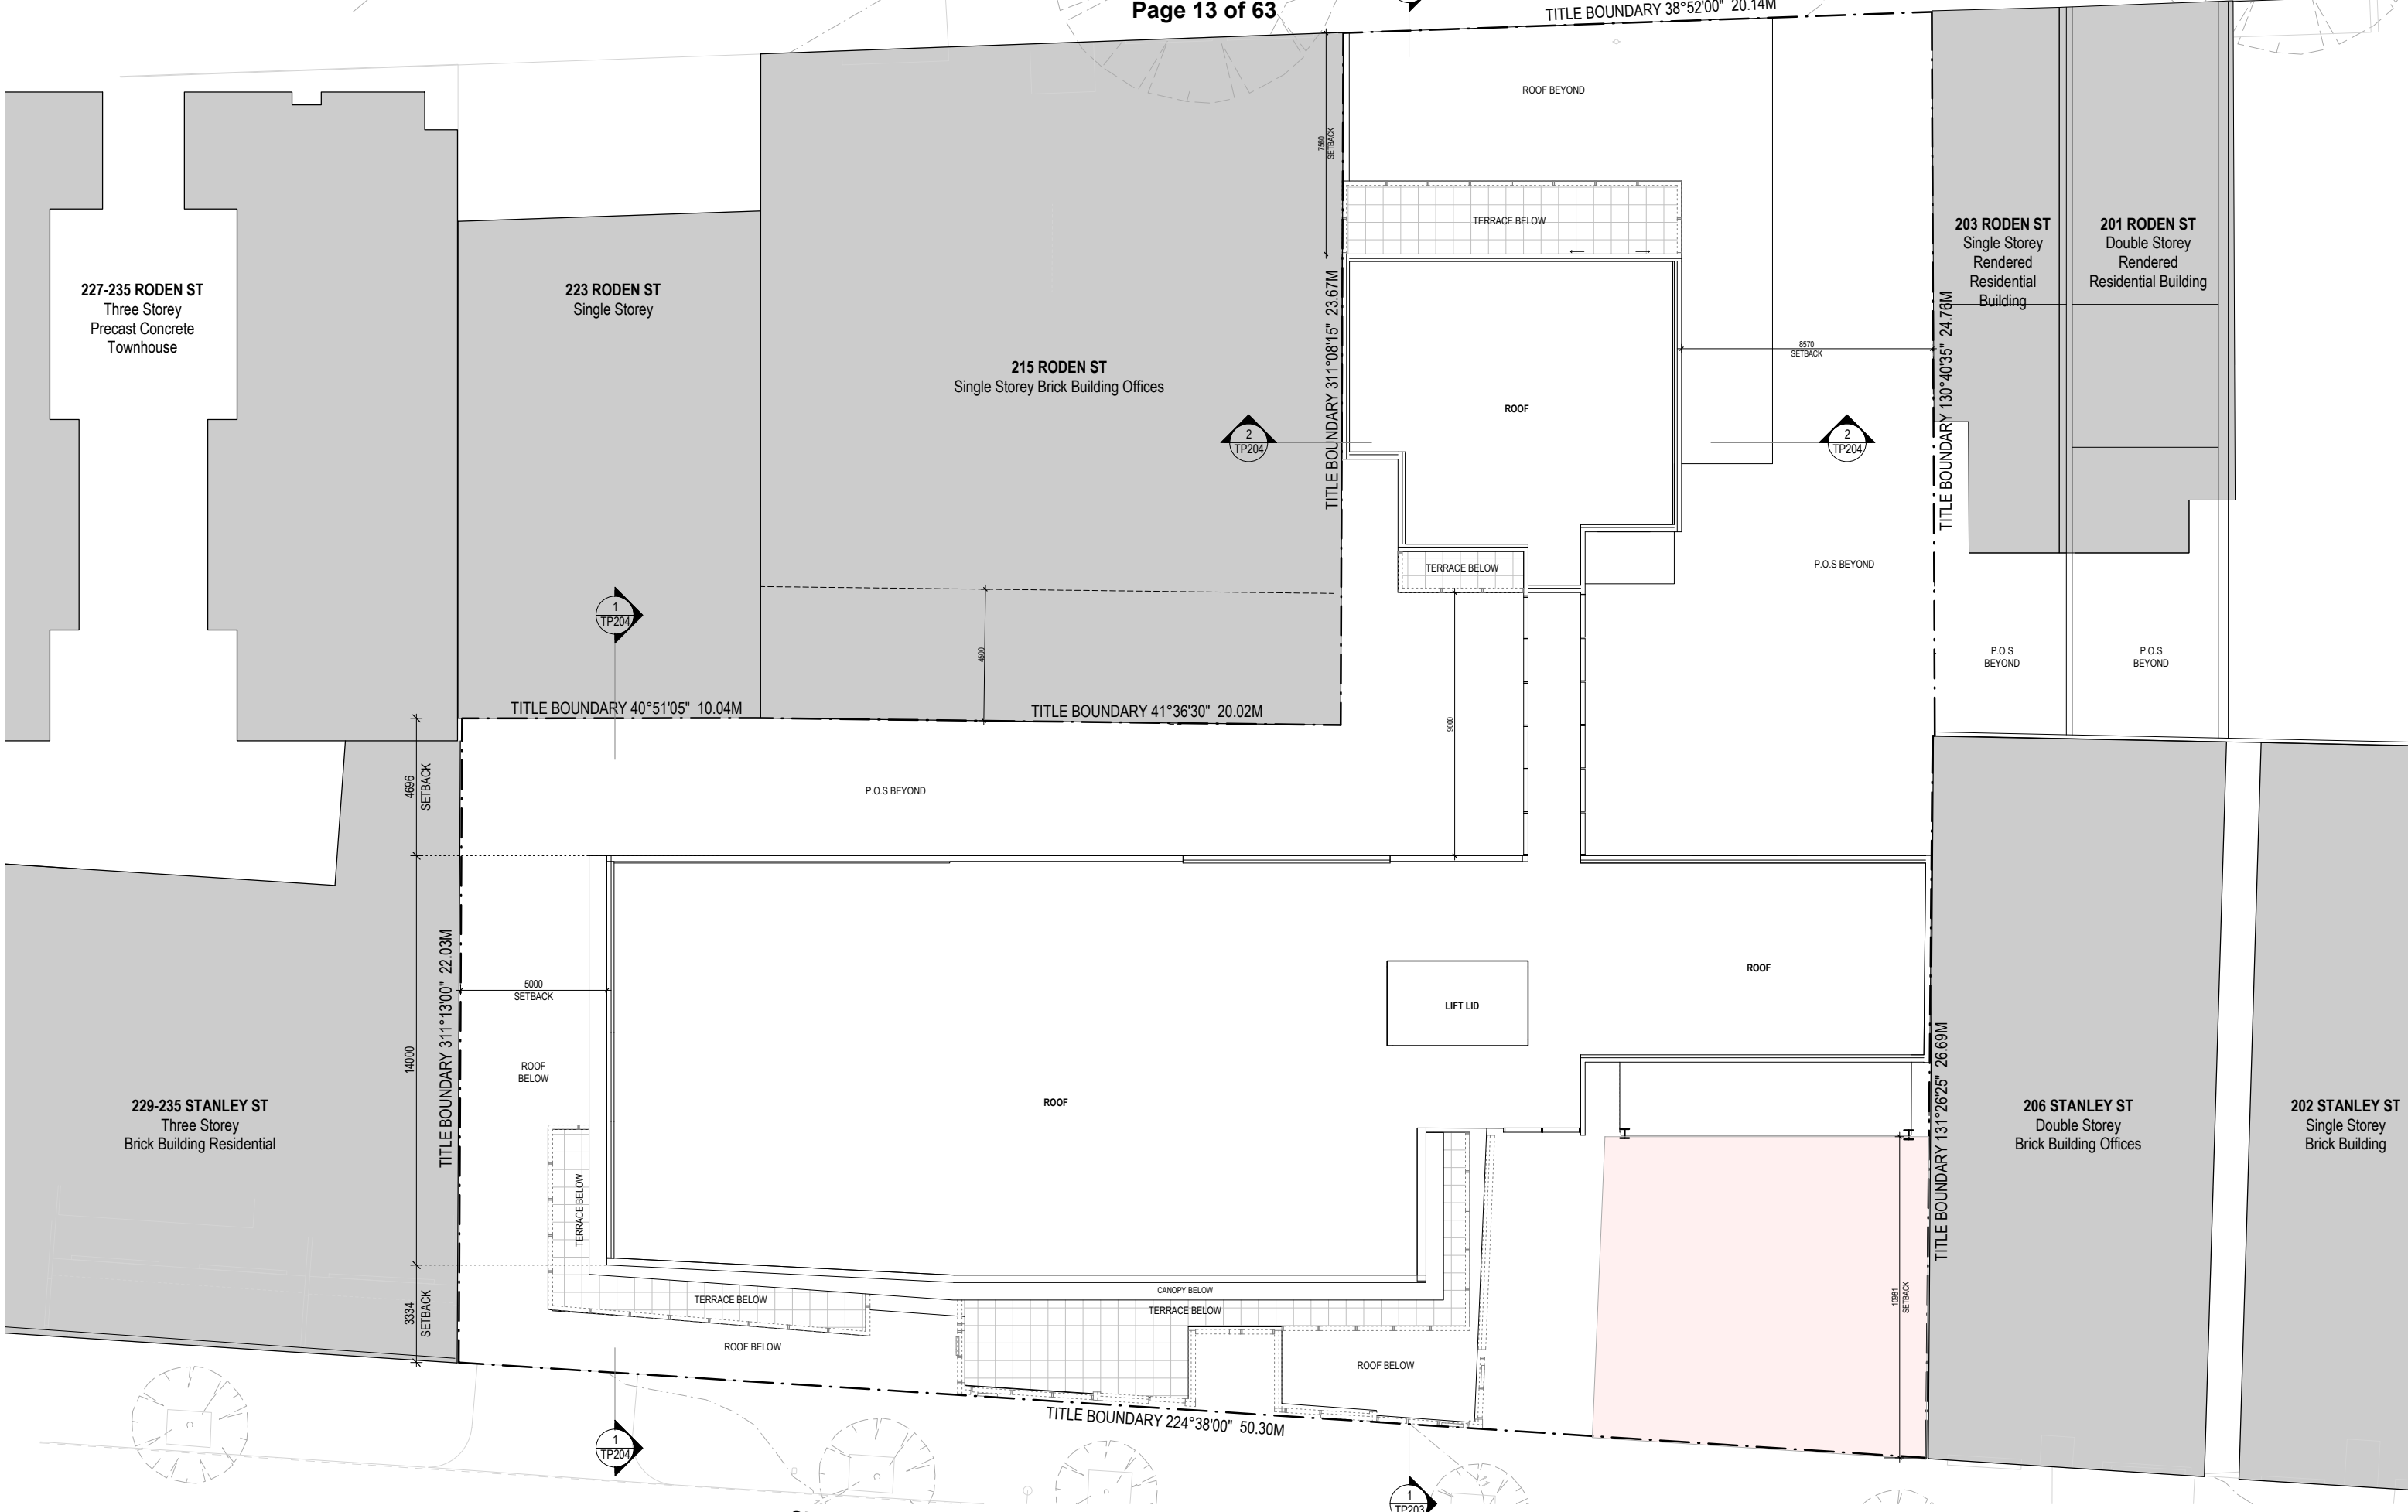 Page 13 of 63
TITLE BOUNDARY 38°52'00" 20.14M
ROOF BEYOND
7560
SETBACK
TERRACE BELOW
203 RODEN ST
Single Storey
Rendered
Residential
Building
201 RODEN ST
Double Storey
Rendered
Residential Building
227-235 RODEN ST
Three Storey
Precast Concrete
Townhouse
223 RODEN ST
Single Storey
215 RODEN ST
Single Storey Brick Building Offices
TITLE BOUNDARY 311°08'15" 23.67M
8570
SETBACK
TITLE BOUNDARY 130°40'35" 24.76M
ROOF
2
TP204
2
TP204
TERRACE BELOW
P.O.S BEYOND
1
TP204
4500
P.O.S
BEYOND
P.O.S
BEYOND
TITLE BOUNDARY 40°51'05" 10.04M
TITLE BOUNDARY 41°36'30" 20.02M
9000
4696
SETBACK
P.O.S BEYOND
TITLE BOUNDARY 311°13'00" 22.03M
5000
SETBACK
ROOF
LIFT LID
14000
ROOF
BELOW
ROOF
229-235 STANLEY ST
Three Storey
Brick Building Residential
206 STANLEY ST
Double Storey
Brick Building Offices
202 STANLEY ST
Single Storey
Brick Building
TITLE BOUNDARY 131°26'25" 26.69M
TERRACE BELOW
3334
SETBACK
TERRACE BELOW
CANOPY BELOW
TERRACE BELOW
10981
SETBACK
ROOF BELOW
ROOF BELOW
TITLE BOUNDARY 224°38'00" 50.30M
1
TP204
1
TP203